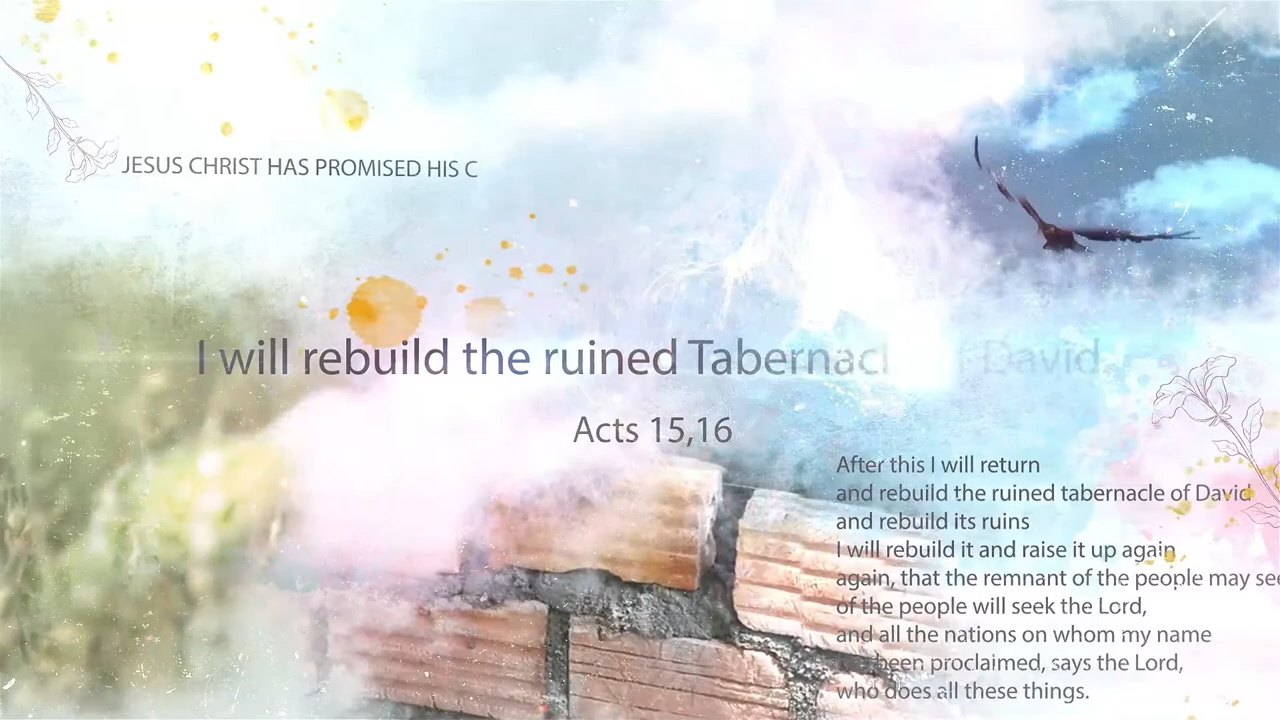 JESUS CHRIST HAS PROMISED HIS C
I will rebuild the ruined Tabernacl David.
Acts 15,16
After this I will return
and rebuild the ruined tabernacle of David
and rebuild its ruins
I will rebuild it and raise it up again
again, that the remnant of the people may see
of the people will seek the Lord,
and all the nations on whom my name
been proclaimed, says the Lord,
who does all these things.